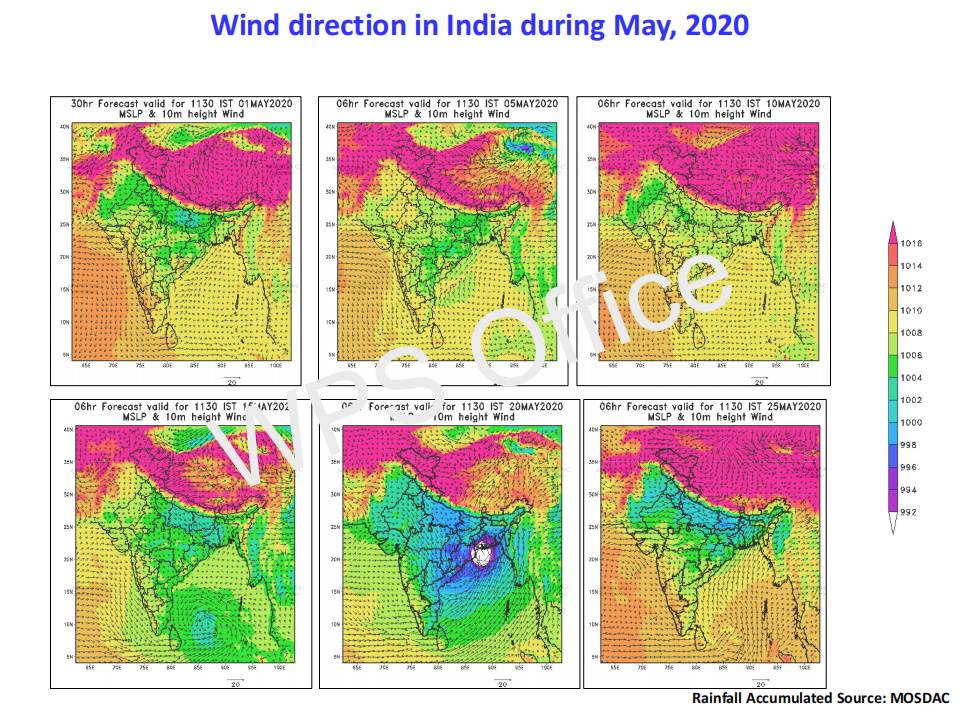 Wind direction in India during May, 2020
30hr Forecast valid for 1130 IST 01MAY2020
MSLP & 10m height Wind
40N
35N
30N
25N
20N
15N
10N
5N
65E 70E 75E 80E 85E 90E 95E 100E
20
06hr Forecast valid for 1130 IST 05MAY2020
MSLP & 10m height Wind
40N
35N
30N
25N
20N
15N
10N
5N
65E 70E 75E 80E 85E 90E 95E 100E
20
06hr Forecast valid for 1130 IST 10MAY2020
MSLP & 10m height Wind
40N
35N
30N
25N
20N
15N
10N
5N
65E 70E 75E 80E 85E 90E 95E 100E
20
1016
1014
1012
1010
1008
1006
1004
1002
1000
998
996
994
992
06hr Forecast valid for 1130 IST 15MAY202
MSLP & 10m height Wind
40N
35N
30N
25N
20N
15N
10N
5N
65E 70E 75E 80E 85E 90E 95E 100E
20
Forecast valid for 1130 IST 20MAY2020
10m height Wind
40N
35N
30N
25N
20N
15N
10N
5N
65E 70E 75E 80E 85E 90E 95E 100E
20
06hr Forecast valid for 1130 IST 25MAY2020
MSLP & 10m height Wind
40N
35N
30N
25N
20N
15N
10N
5N
65E 70E 75E 80E 85E 90E 95E 100E
20
WPS Office
Rainfall Accumulated Source: MOSDAC